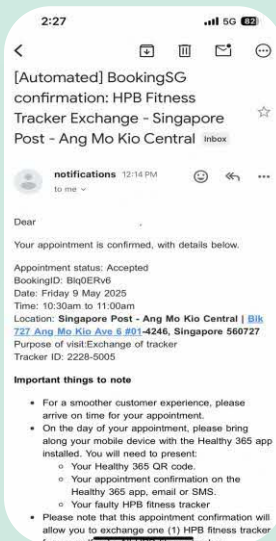 2:27 5G 82
[Automated] BookingSG
confirmation: HPB Fitness
Tracker Exchange - Singapore
Post - Ang Mo Kio Central Inbox
notifications 12:14 PM
to me
Dear
Your appointment is confirmed, with details below.
Appointment status: Accepted
BookingID: Blq0ERv6
Date: Friday 9 May 2025
Time: 10:30am to 11:00am
Location: Singapore Post - Ang Mo Kio Central | Blk
727 Ang Mo Kio Ave 6 #01-4246, Singapore 560727
Purpose of visit:Exchange of tracker
Tracker ID: 2228-5005
Important things to note
• For a smoother customer experience, please
arrive on time for your appointment.
• On the day of your appointment, please bring
along your mobile device with the Healthy 365 app
installed. You will need to present:
○ Your Healthy 365 QR code.
○ Your appointment confirmation on the
Healthy 365 app, email or SMS.
○ Your faulty HPB fitness tracker
• Please note that this appointment confirmation will
allow you to exchange one (1) HPB fitness tracker